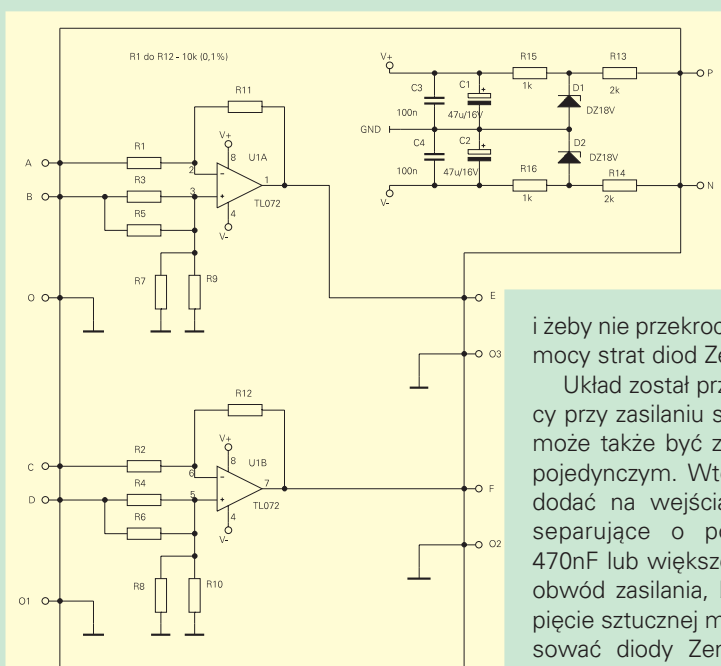 R1 do R12 - 10k (0,1%)
R11
V+
8
U1A
A
R1
2
-
1
B
R3
3
+
TL072
R5
4
V-
R7
R9
O
E
O3
V+
R15
R13
P
C3
C1
+
1k
D1
2k
100n
47u/16V
DZ18V
GND
C4
C2
+
D2
100n
47u/16V
DZ18V
R16
R14
V-
1k
2k
N
R12
V+
8
U1B
C
R2
6
-
7
D
R4
5
+
TL072
R6
4
V-
F
R8
R10
O2
O1
i żeby nie przekroc
mocy strat diod Ze
Układ został prz
cy przy zasilaniu s
może także być z
pojedynczym. Wt
dodać na wejścia
separujące o po
470nF lub większe
obwód zasilania,
pięcie sztucznej m
sować diody Zen